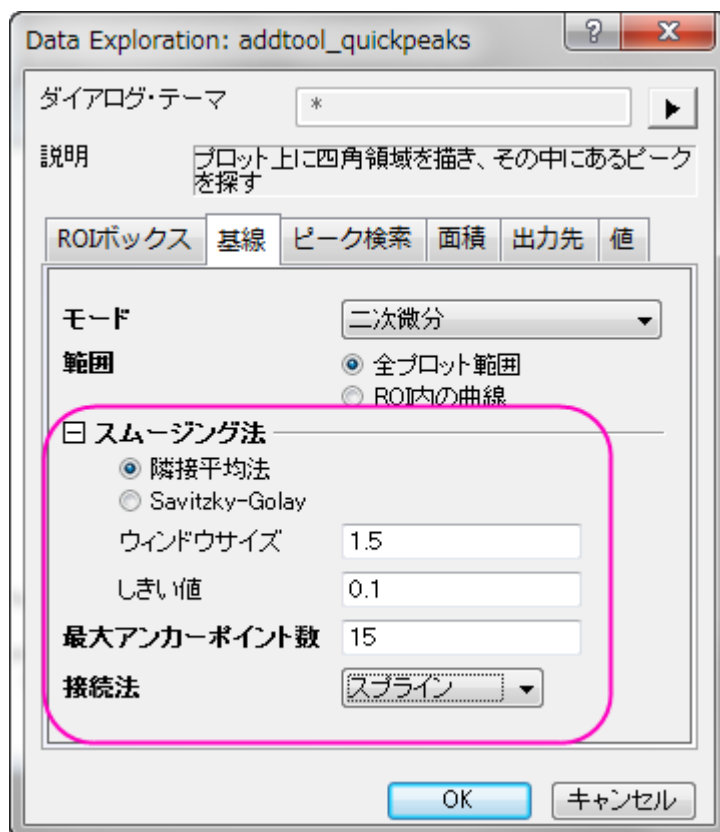 Data Exploration: addtool_quickpeaks
ダイアログ・テーマ *
説明 プロット上に四角領域を描き、その中にあるピーク
を探す
ROIボックス 基線 ピーク検索 面積 出力先 値
モード 二次微分
範囲 全プロット範囲
ROI内の曲線
スムージング法
隣接平均法
Savitzky-Golay
ウィンドウサイズ 1.5
しきい値 0.1
最大アンカーポイント数 15
接続法 スプライン
OK キャンセル